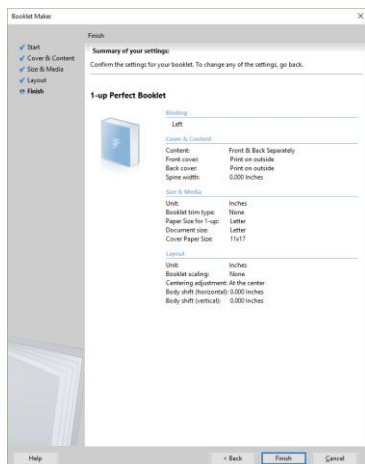 Booklet Maker
Start
Cover & Content
Size & Media
Layout
Finish
Finish
Summary of your settings:
Confirm the settings for your booklet. To change any of the settings, go back.
1-up Perfect Booklet
Binding
Left
Cover & Content
Content: Front & Back Separately
Front cover: Print on outside
Back cover: Print on outside
Spine width: 0.000 Inches
Size & Media
Unit: Inches
Booklet trim type: None
Paper Size for 1-up: Letter
Document size: Letter
Cover Paper Size: 11x17
Layout
Unit: Inches
Booklet scaling: None
Centering adjustment: At the center
Body shift (horizontal): 0.000 Inches
Body shift (vertical): 0.000 Inches
Help
< Back
Finish
Cancel